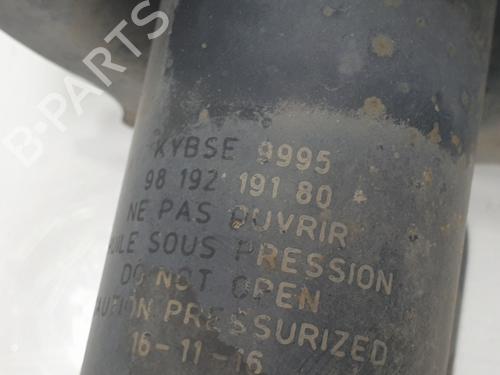 B-PARTS
KYBSE 9995
98 192 191 80
NE PAS OUVRIR
HUILE SOUS PRESSION
DO NOT OPEN
CAUTION PRESSURIZED
16-11-16